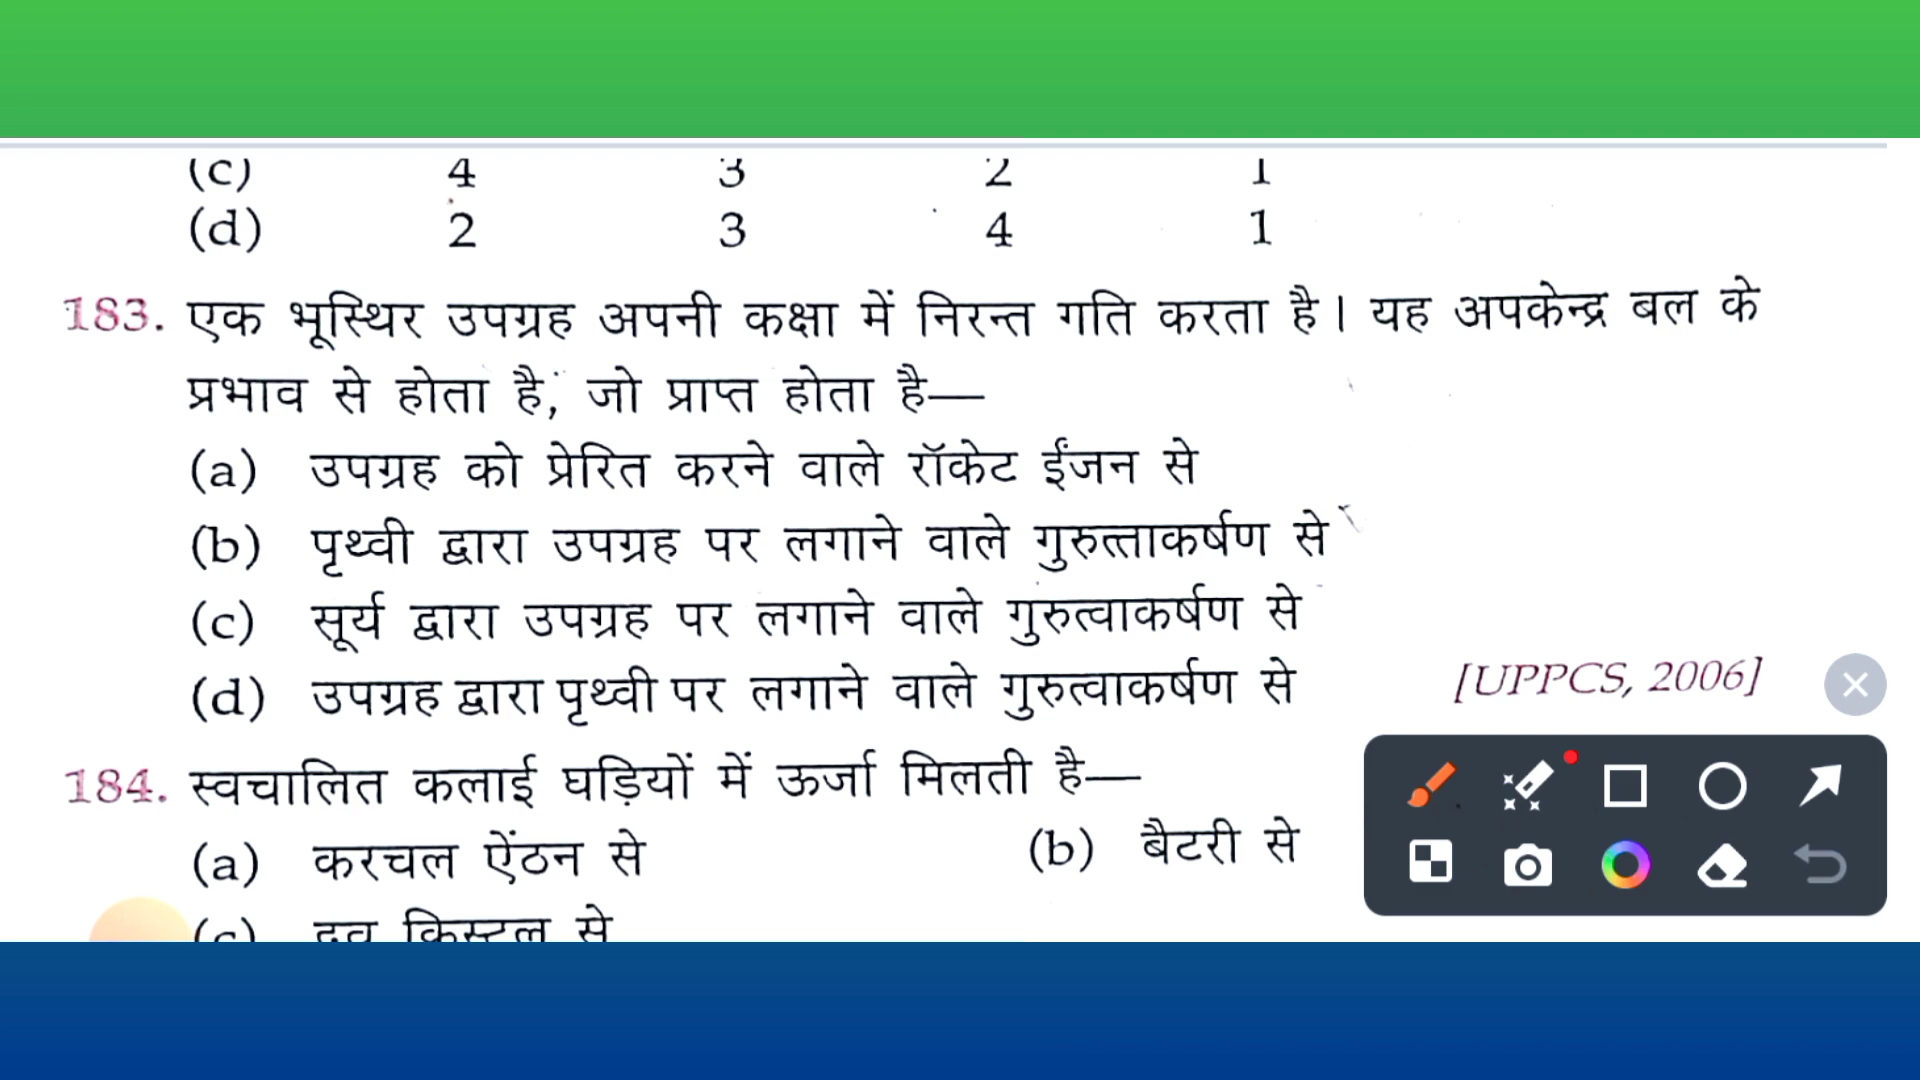 (c) 4 3 2 1
(d) 2 3 4 1
183. एक भूस्थिर उपग्रह अपनी कक्षा में निरन्त गति करता है। यह अपकेन्द्र बल के
प्रभाव से होता है, जो प्राप्त होता है—
(a) उपग्रह को प्रेरित करने वाले रॉकेट ईंजन से
(b) पृथ्वी द्वारा उपग्रह पर लगाने वाले गुरुत्ताकर्षण से
(c) सूर्य द्वारा उपग्रह पर लगाने वाले गुरुत्वाकर्षण से
(d) उपग्रह द्वारा पृथ्वी पर लगाने वाले गुरुत्वाकर्षण से [UPPCS, 2006]
184. स्वचालित कलाई घड़ियों में ऊर्जा मिलती है—
(a) करचल ऐंठन से (b) बैटरी से
(c) द्रव क्रिस्टल से